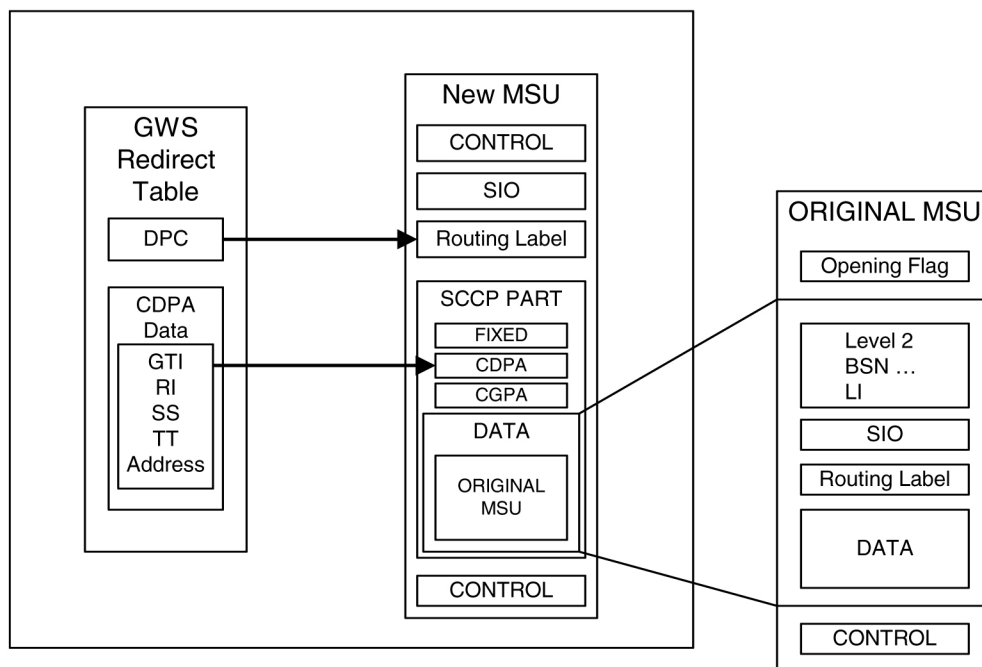 GWS
Redirect
Table
DPC
CDPA
Data
GTI
RI
SS
TT
Address
New MSU
CONTROL
SIO
Routing Label
SCCP PART
FIXED
CDPA
CGPA
DATA
ORIGINAL
MSU
CONTROL
ORIGINAL MSU
Opening Flag
Level 2
BSN ...
LI
SIO
Routing Label
DATA
CONTROL